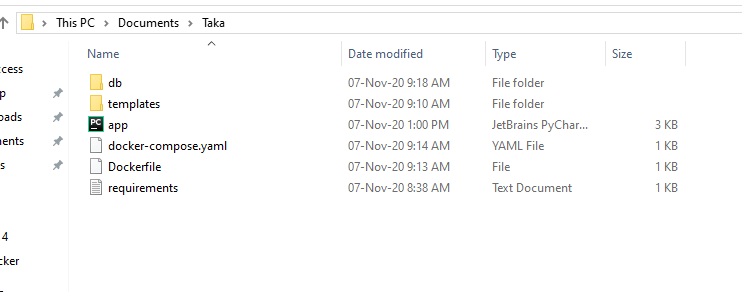 This PC > Documents > Taka
Name Date modified Type Size
db 07-Nov-20 9:18 AM File folder
templates 07-Nov-20 9:10 AM File folder
app 07-Nov-20 1:00 PM JetBrains PyChar... 3 KB
docker-compose.yaml 07-Nov-20 9:14 AM YAML File 1 KB
Dockerfile 07-Nov-20 9:13 AM File 1 KB
requirements 07-Nov-20 8:38 AM Text Document 1 KB
ccess
p
loads
nents
s
4
cker